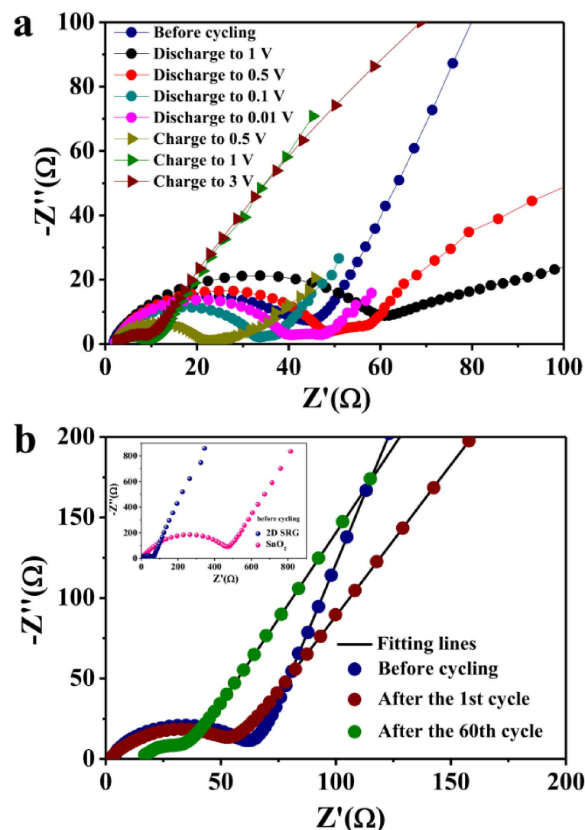 a
100
80
60
40
20
0
-Z''(Ω)
Before cycling
Discharge to 1 V
Discharge to 0.5 V
Discharge to 0.1 V
Discharge to 0.01 V
Charge to 0.5 V
Charge to 1 V
Charge to 3 V
0 20 40 60 80 100
Z'(Ω)
b
200
150
100
50
0
-Z''(Ω)
800
600
400
200
0
-Z''(Ω)
before cycling
2D SRG
SnO2
0 200 400 600 800
Z'(Ω)
Fitting lines
Before cycling
After the 1st cycle
After the 60th cycle
0 50 100 150 200
Z'(Ω)